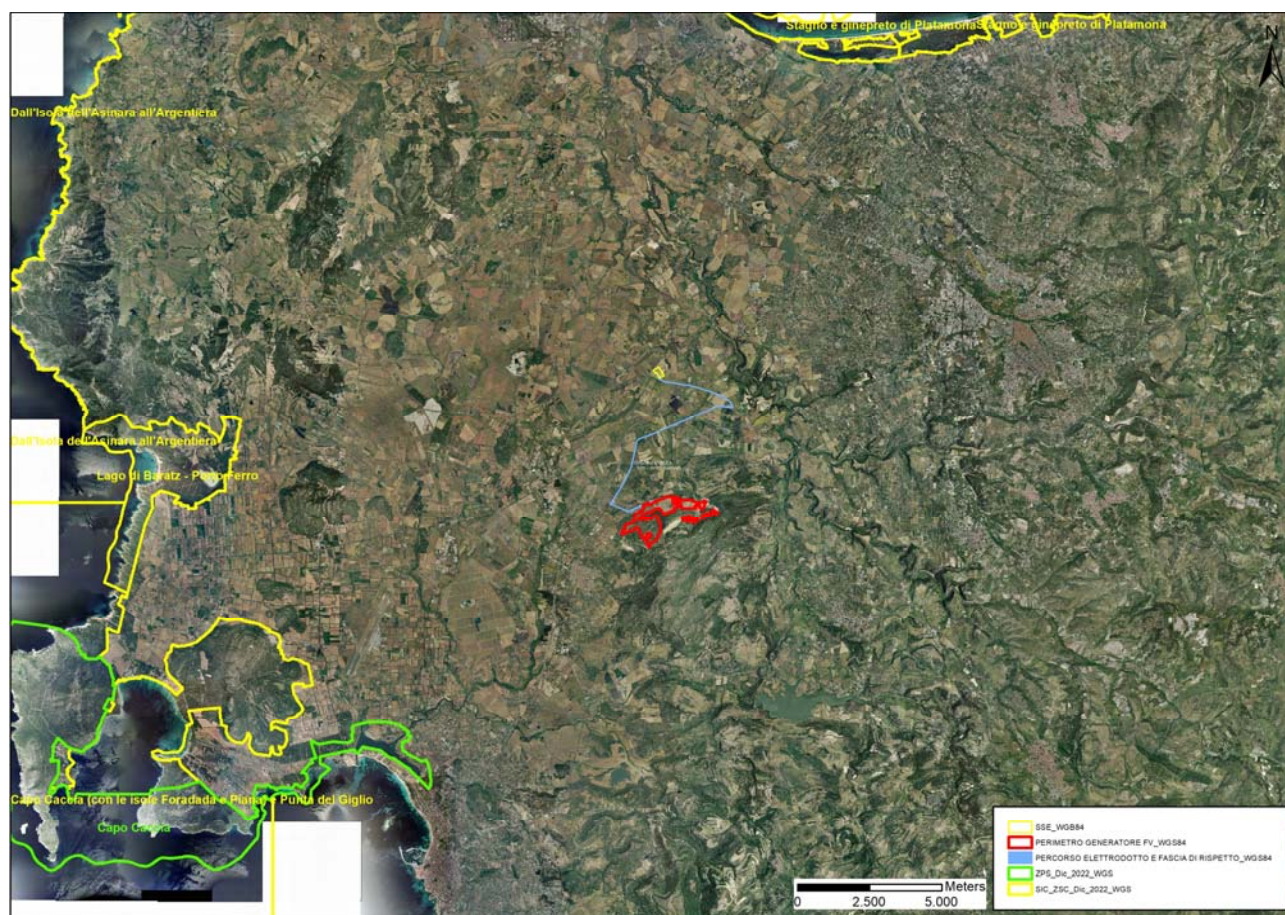 Stagno e ginepreto di Platamona
Stagno e ginepreto di Platamona
N
Dall'Isola dell'Asinara all'Argentiera
Dall'Isola dell'Asinara all'Argentiera
Lago di Baratz - Porto Ferro
Capo Caccia (con le isole Foradada e Piana) e Punta del Giglio
Capo Caccia
SSE_WGB84
PERIMETRO GENERATORE FV_WGS84
PERCORSO ELETTRODOTTO E FASCIA DI RISPETTO_WGS84
ZPS_Dic_2022_WGS
SIC_ZSC_Dic_2022_WGS
Meters
0 2.500 5.000